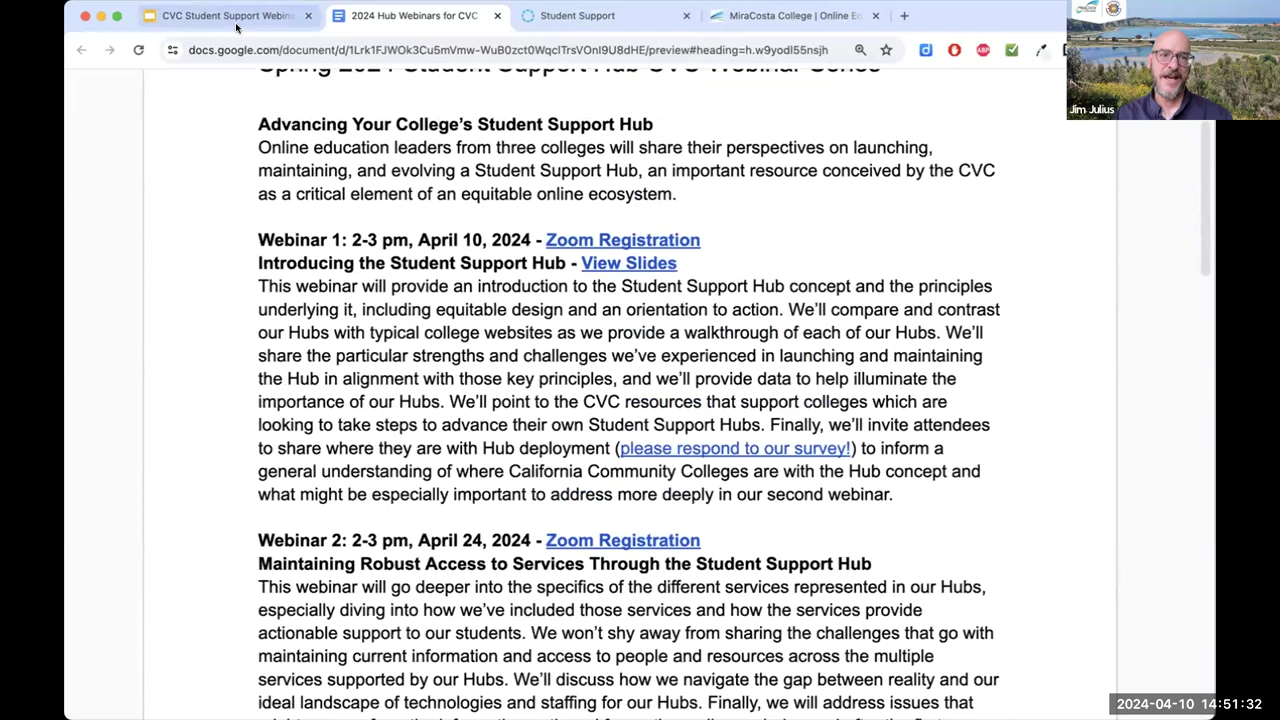 CVC Student Support Webin
2024 Hub Webinars for CVC
Student Support
MiraCosta College | Online Ed
docs.google.com/document/d/1Lrk1FJWOk3Cu5mVmw-WuB0zct0WqcITrsVOnI9U8dHE/preview#heading=h.w9yodl55nsjh
ABP
Jim Julius
Spring 2024 Student Support Hub CVC Webinar Series
Advancing Your College's Student Support Hub
Online education leaders from three colleges will share their perspectives on launching,
maintaining, and evolving a Student Support Hub, an important resource conceived by the CVC
as a critical element of an equitable online ecosystem.
Webinar 1: 2-3 pm, April 10, 2024 - Zoom Registration
Introducing the Student Support Hub - View Slides
This webinar will provide an introduction to the Student Support Hub concept and the principles
underlying it, including equitable design and an orientation to action. We'll compare and contrast
our Hubs with typical college websites as we provide a walkthrough of each of our Hubs. We'll
share the particular strengths and challenges we've experienced in launching and maintaining
the Hub in alignment with those key principles, and we'll provide data to help illuminate the
importance of our Hubs. We'll point to the CVC resources that support colleges which are
looking to take steps to advance their own Student Support Hubs. Finally, we'll invite attendees
to share where they are with Hub deployment (please respond to our survey!) to inform a
general understanding of where California Community Colleges are with the Hub concept and
what might be especially important to address more deeply in our second webinar.
Webinar 2: 2-3 pm, April 24, 2024 - Zoom Registration
Maintaining Robust Access to Services Through the Student Support Hub
This webinar will go deeper into the specifics of the different services represented in our Hubs,
especially diving into how we've included those services and how the services provide
actionable support to our students. We won't shy away from sharing the challenges that go with
maintaining current information and access to people and resources across the multiple
services supported by our Hubs. We'll discuss how we navigate the gap between reality and our
ideal landscape of technologies and staffing for our Hubs. Finally, we will address issues that
2024-04-10 14:51:32